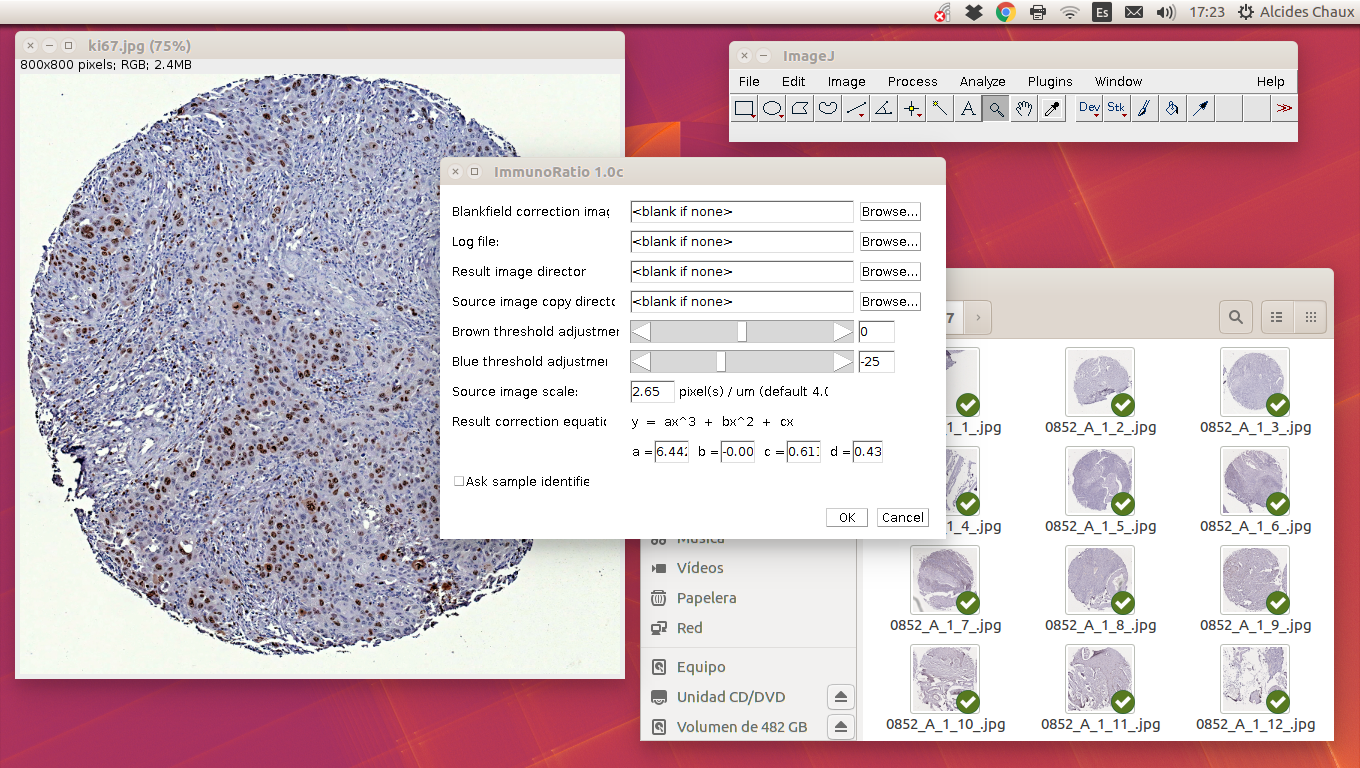 Es 17:23 Alcides Chaux
ki67.jpg (75%)
800x800 pixels; RGB; 2.4MB
ImageJ
File Edit Image Process Analyze Plugins Window Help
A Dev Stk >>
ImmunoRatio 1.0c
Blankfield correction imag <blank if none> Browse...
Log file: <blank if none> Browse...
Result image director <blank if none> Browse...
Source image copy directo <blank if none> Browse...
Brown threshold adjustmer 0
Blue threshold adjustmer -25
Source image scale: 2.65 pixel(s) / um (default 4.0
Result correction equatic y = ax^3 + bx^2 + cx
a = 6.442 b = -0.00 c = 0.611 d = 0.43
Ask sample identifie
OK Cancel
7
_1_1_.jpg 0852_A_1_2_.jpg 0852_A_1_3_.jpg
_1_4_.jpg 0852_A_1_5_.jpg 0852_A_1_6_.jpg
0852_A_1_7_.jpg 0852_A_1_8_.jpg 0852_A_1_9_.jpg
0852_A_1_10_.jpg 0852_A_1_11_.jpg 0852_A_1_12_.jpg
Música
Vídeos
Papelera
Red
Equipo
Unidad CD/DVD
Volumen de 482 GB